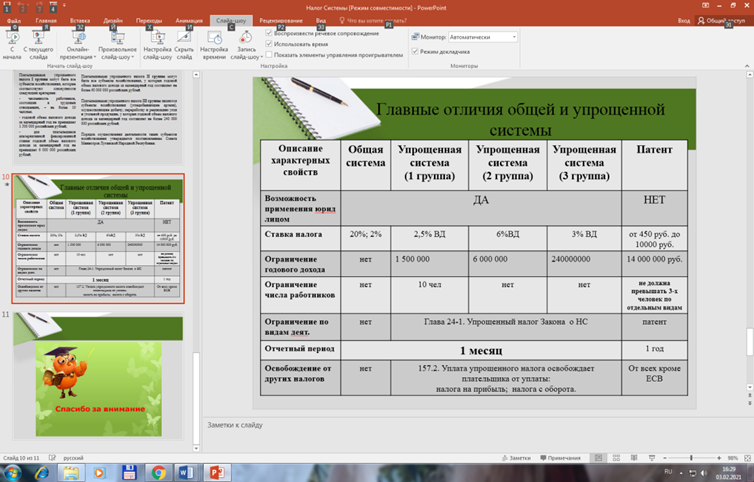 Налог Системы [Режим совместимости] - PowerPoint
Файл Главная Вставка Дизайн Переходы Анимация Слайд-шоу Рецензирование Вид Что вы хотите сделать? Вход Общий доступ
С начала
С текущего слайда
Онлайн-презентация
Произвольное слайд-шоу
Настройка слайд-шоу
Скрыть слайд
Настройка времени
Запись слайд-шоу
Воспроизвести речевое сопровождение
Использовать время
Показать элементы управления проигрывателем
Монитор: Автоматически
Режим докладчика
Начать слайд-шоу
Настройка
Мониторы
10
11
Спасибо за внимание
Главные отличия общей и упрощенной
системы
Описание характерных свойств
Общая система
Упрощенная система (1 группа)
Упрощенная система (2 группа)
Упрощенная система (3 группа)
Патент
Возможность применения юрид лицом
ДА
НЕТ
Ставка налога
20%; 2%
2,5% ВД
6%ВД
3% ВД
от 450 руб. до 10000 руб.
Ограничение годового дохода
нет
1 500 000
6 000 000
240000000
14 000 000 руб.
Ограничение числа работников
нет
10 чел
нет
нет
не должна превышать 3-х человек по отдельным видам
Ограничение по видам деят.
нет
Глава 24-1. Упрощенный налог Закона о НС
патент
Отчетный период
1 месяц
1 год
Освобождение от других налогов
нет
157.2. Уплата упрощенного налога освобождает
плательщика от уплаты:
налога на прибыль; налога с оборота.
От всех кроме ЕСВ
Заметки к слайду
Слайд 10 из 11 русский
Заметки Примечания 98%
RU 16:29
03.02.2021